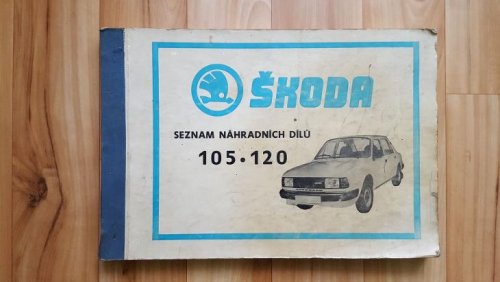 ŠKODA
SEZNAM NÁHRADNÍCH DÍLŮ
105 • 120